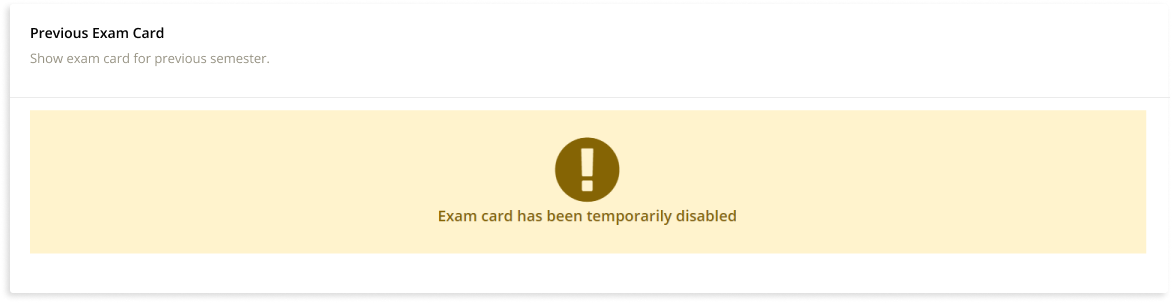 Previous Exam Card
Show exam card for previous semester.
Exam card has been temporarily disabled